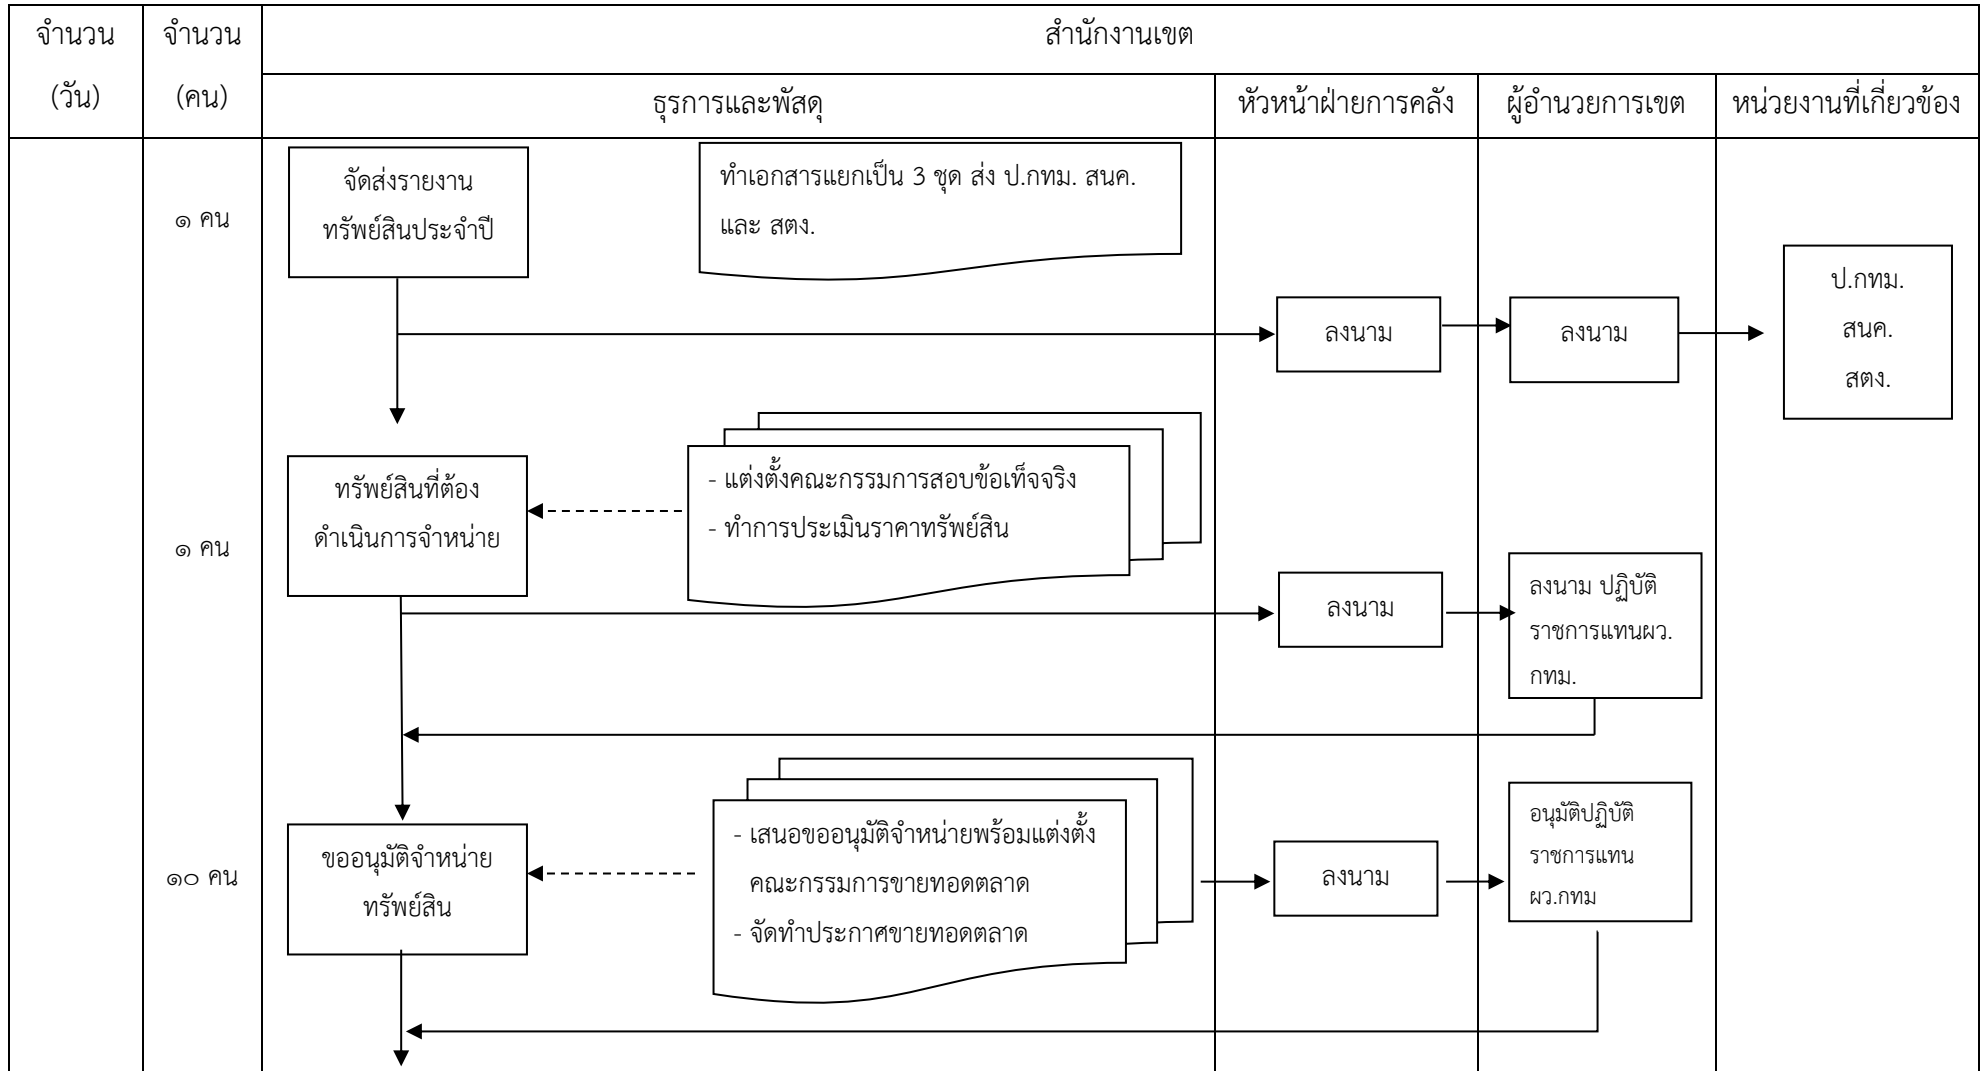 จำนวน
(วัน)
จำนวน
(คน)
สำนักงานเขต
ธุรการและพัสดุ
หัวหน้าฝ่ายการคลัง
ผู้อำนวยการเขต
หน่วยงานที่เกี่ยวข้อง
๑ คน
จัดส่งรายงาน
ทรัพย์สินประจำปี
ทำเอกสารแยกเป็น 3 ชุด ส่ง ป.กทม. สนค.
และ สตง.
ลงนาม
ลงนาม
ป.กทม.
สนค.
สตง.
๑ คน
ทรัพย์สินที่ต้อง
ดำเนินการจำหน่าย
- แต่งตั้งคณะกรรมการสอบข้อเท็จจริง
- ทำการประเมินราคาทรัพย์สิน
ลงนาม
ลงนาม ปฏิบัติ
ราชการแทนผว.
กทม.
๑๐ คน
ขออนุมัติจำหน่าย
ทรัพย์สิน
- เสนอขออนุมัติจำหน่ายพร้อมแต่งตั้ง
คณะกรรมการขายทอดตลาด
- จัดทำประกาศขายทอดตลาด
ลงนาม
อนุมัติปฏิบัติ
ราชการแทน
ผว.กทม